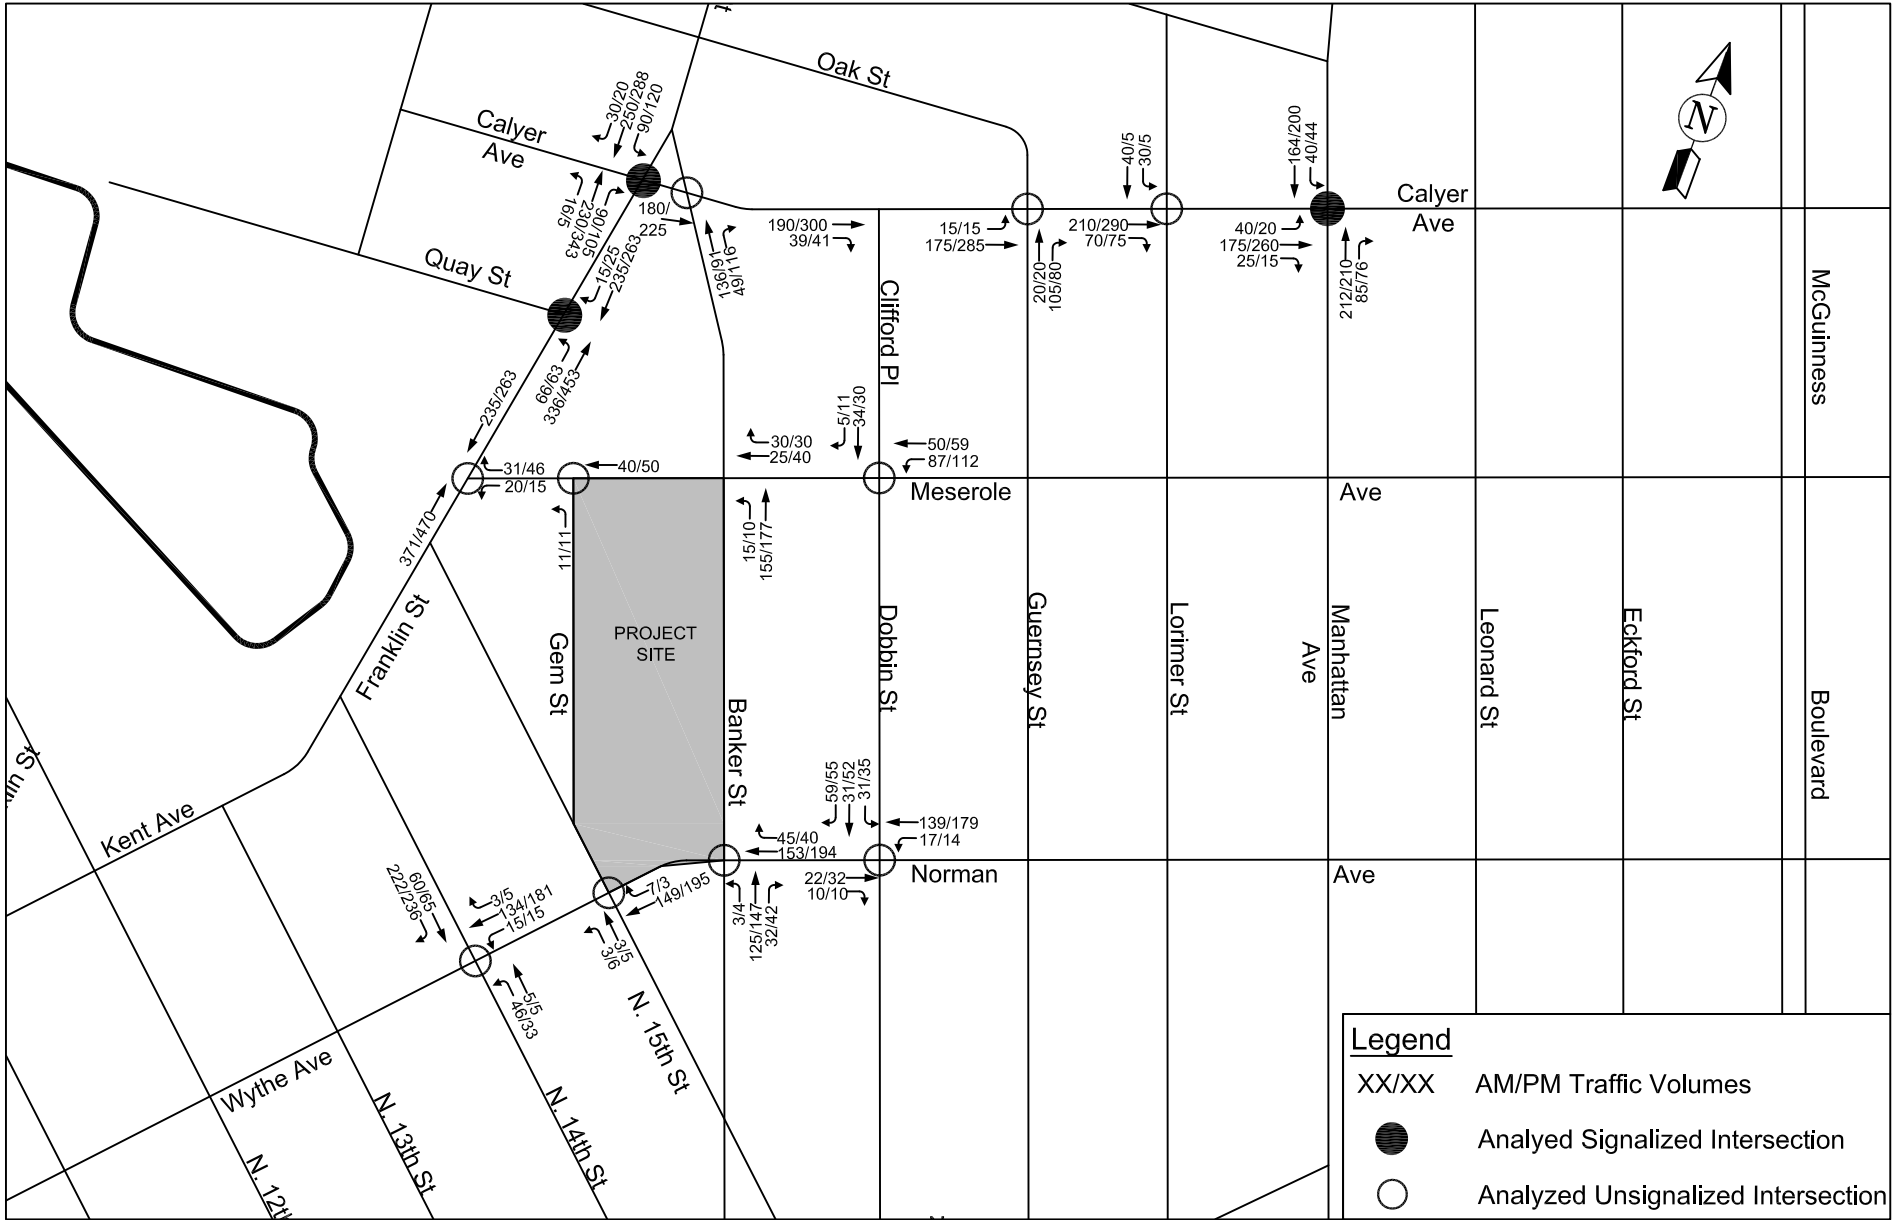 Oak St
Calyer
Ave
30/20
250/288
90/120
16/5
230/343
90/105
180/
225
136/91
49/116
190/300
39/41
15/15
175/285
20/20
105/80
40/5
30/5
210/290
70/75
164/200
40/44
40/20
175/260
25/15
212/210
85/76
Calyer
Ave
Quay St
15/25
235/263
66/63
336/453
235/263
Clifford Pl
McGuinness
5/11
34/30
50/59
87/112
30/30
25/40
40/50
31/46
20/15
Meserole
Ave
371/470
11/11
15/10
155/177
Franklin St
Gem St
PROJECT
SITE
Banker St
Dobbin St
Guernsey St
Lorimer St
Manhattan
Ave
Leonard St
Eckford St
Boulevard
lin St
Kent Ave
59/55
31/52
31/35
139/179
17/14
45/40
153/194
Norman
Ave
22/32
10/10
7/3
149/195
3/4
125/147
32/42
60/65
222/236
3/5
134/181
15/15
3/5
3/6
5/5
46/33
Wythe Ave
N. 15th St
N. 14th St
N. 13th St
N. 12t
Legend
XX/XX AM/PM Traffic Volumes
Analyed Signalized Intersection
Analyzed Unsignalized Intersection